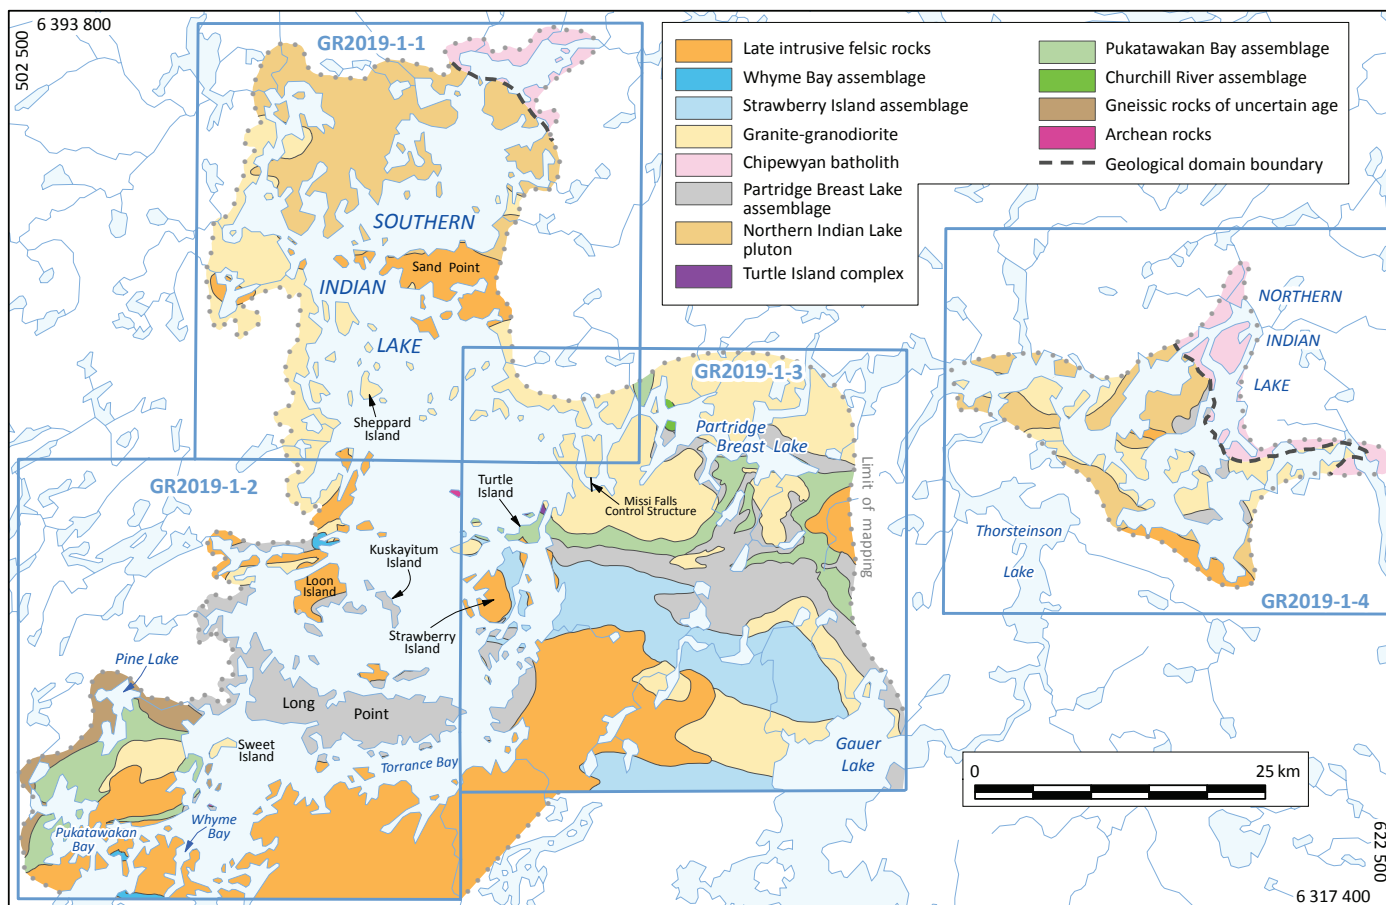 6 393 800
502 500
GR2019-1-1
Late intrusive felsic rocks
Whyme Bay assemblage
Strawberry Island assemblage
Granite-granodiorite
Chipewyan batholith
Partridge Breast Lake
assemblage
Northern Indian Lake
pluton
Turtle Island complex
Pukatawakan Bay assemblage
Churchill River assemblage
Gneissic rocks of uncertain age
Archean rocks
Geological domain boundary
SOUTHERN
INDIAN
LAKE
Sand Point
Sheppard
Island
GR2019-1-3
Partridge
Breast Lake
Limit of mapping
Turtle
Island
Missi Falls
Control Structure
NORTHERN
INDIAN
LAKE
Thorsteinson
Lake
GR2019-1-4
GR2019-1-2
Kuskayitum
Island
Loon
Island
Strawberry
Island
Pine Lake
Long
Point
Sweet
Island
Torrance Bay
Gauer
Lake
Whyme
Bay
Pukatawakan
Bay
0
25 km
622 500
6 317 400